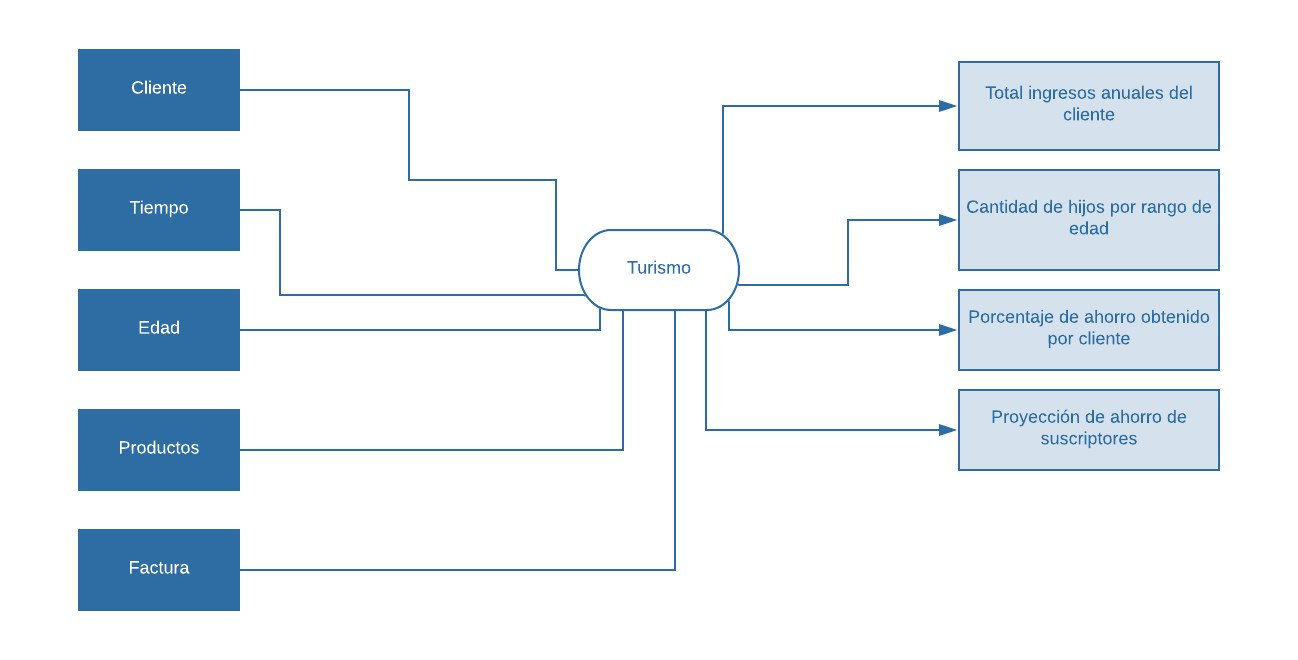 Cliente
Tiempo
Edad
Productos
Factura
Turismo
Total ingresos anuales del
cliente
Cantidad de hijos por rango de
edad
Porcentaje de ahorro obtenido
por cliente
Proyección de ahorro de
suscriptores